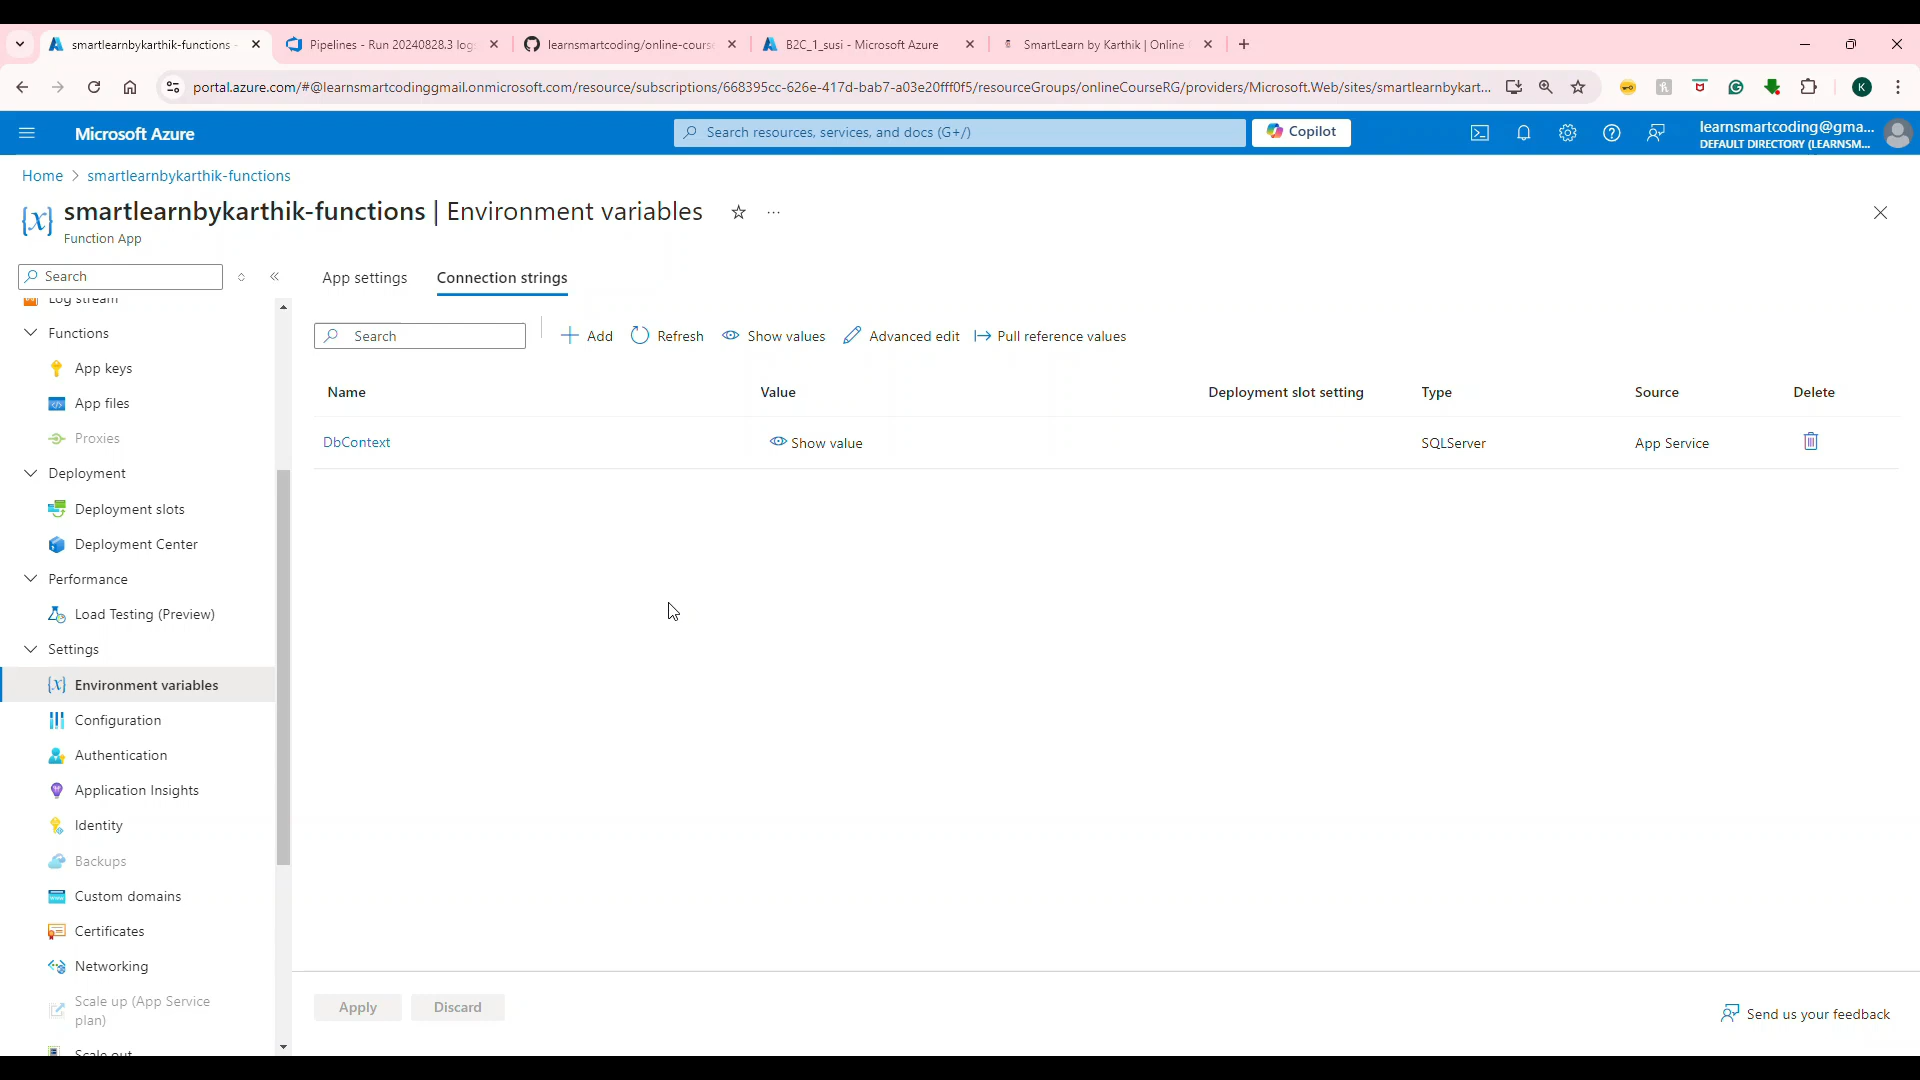 smartlearnbykarthik-functions -
Pipelines - Run 20240828.3 log
learnsmartcoding/online-course
B2C_1_susi - Microsoft Azure
SmartLearn by Karthik | Online
portal.azure.com/#@learnsmartcodinggmail.onmicrosoft.com/resource/subscriptions/668395cc-626e-417d-bab7-a03e20fff0f5/resourceGroups/onlineCourseRG/providers/Microsoft.Web/sites/smartlearnbykart...
K
Microsoft Azure
Search resources, services, and docs (G+/)
Copilot
learnsmartcoding@gma...
DEFAULT DIRECTORY (LEARNSM...
Home > smartlearnbykarthik-functions
smartlearnbykarthik-functions | Environment variables
Function App
Search
Log stream
Functions
App keys
App files
Proxies
Deployment
Deployment slots
Deployment Center
Performance
Load Testing (Preview)
Settings
Environment variables
Configuration
Authentication
Application Insights
Identity
Backups
Custom domains
Certificates
Networking
Scale up (App Service
plan)
Scale out
App settings
Connection strings
Search
Add
Refresh
Show values
Advanced edit
Pull reference values
Name Value Deployment slot setting Type Source Delete
DbContext Show value SQLServer App Service
Apply
Discard
Send us your feedback